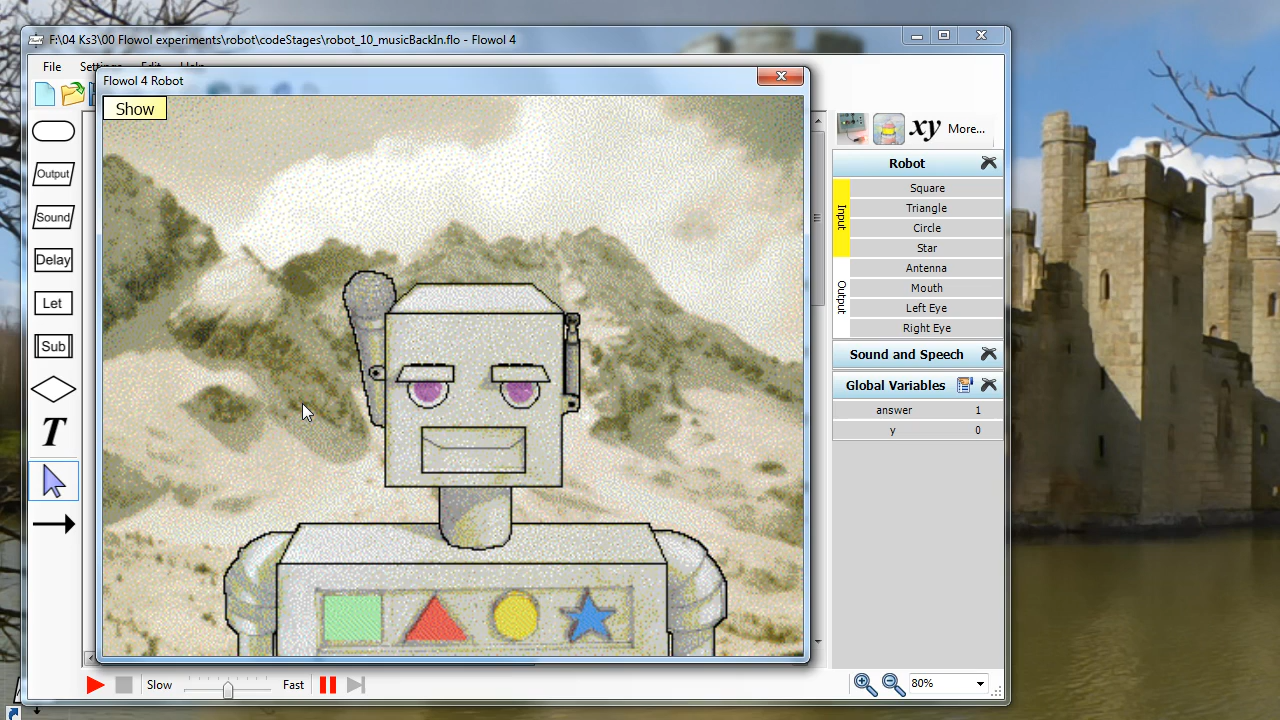 F:\04 Ks3\00 Flowol experiments\robot\codeStages\robot_10_musicBackIn.flo - Flowol 4
File
Flowol 4 Robot
Show
Output
Sound
Delay
Let
Sub
T
xy More...
Robot
Input
Square
Triangle
Circle
Star
Output
Antenna
Mouth
Left Eye
Right Eye
Sound and Speech
Global Variables
answer 1
y 0
Slow Fast
80%